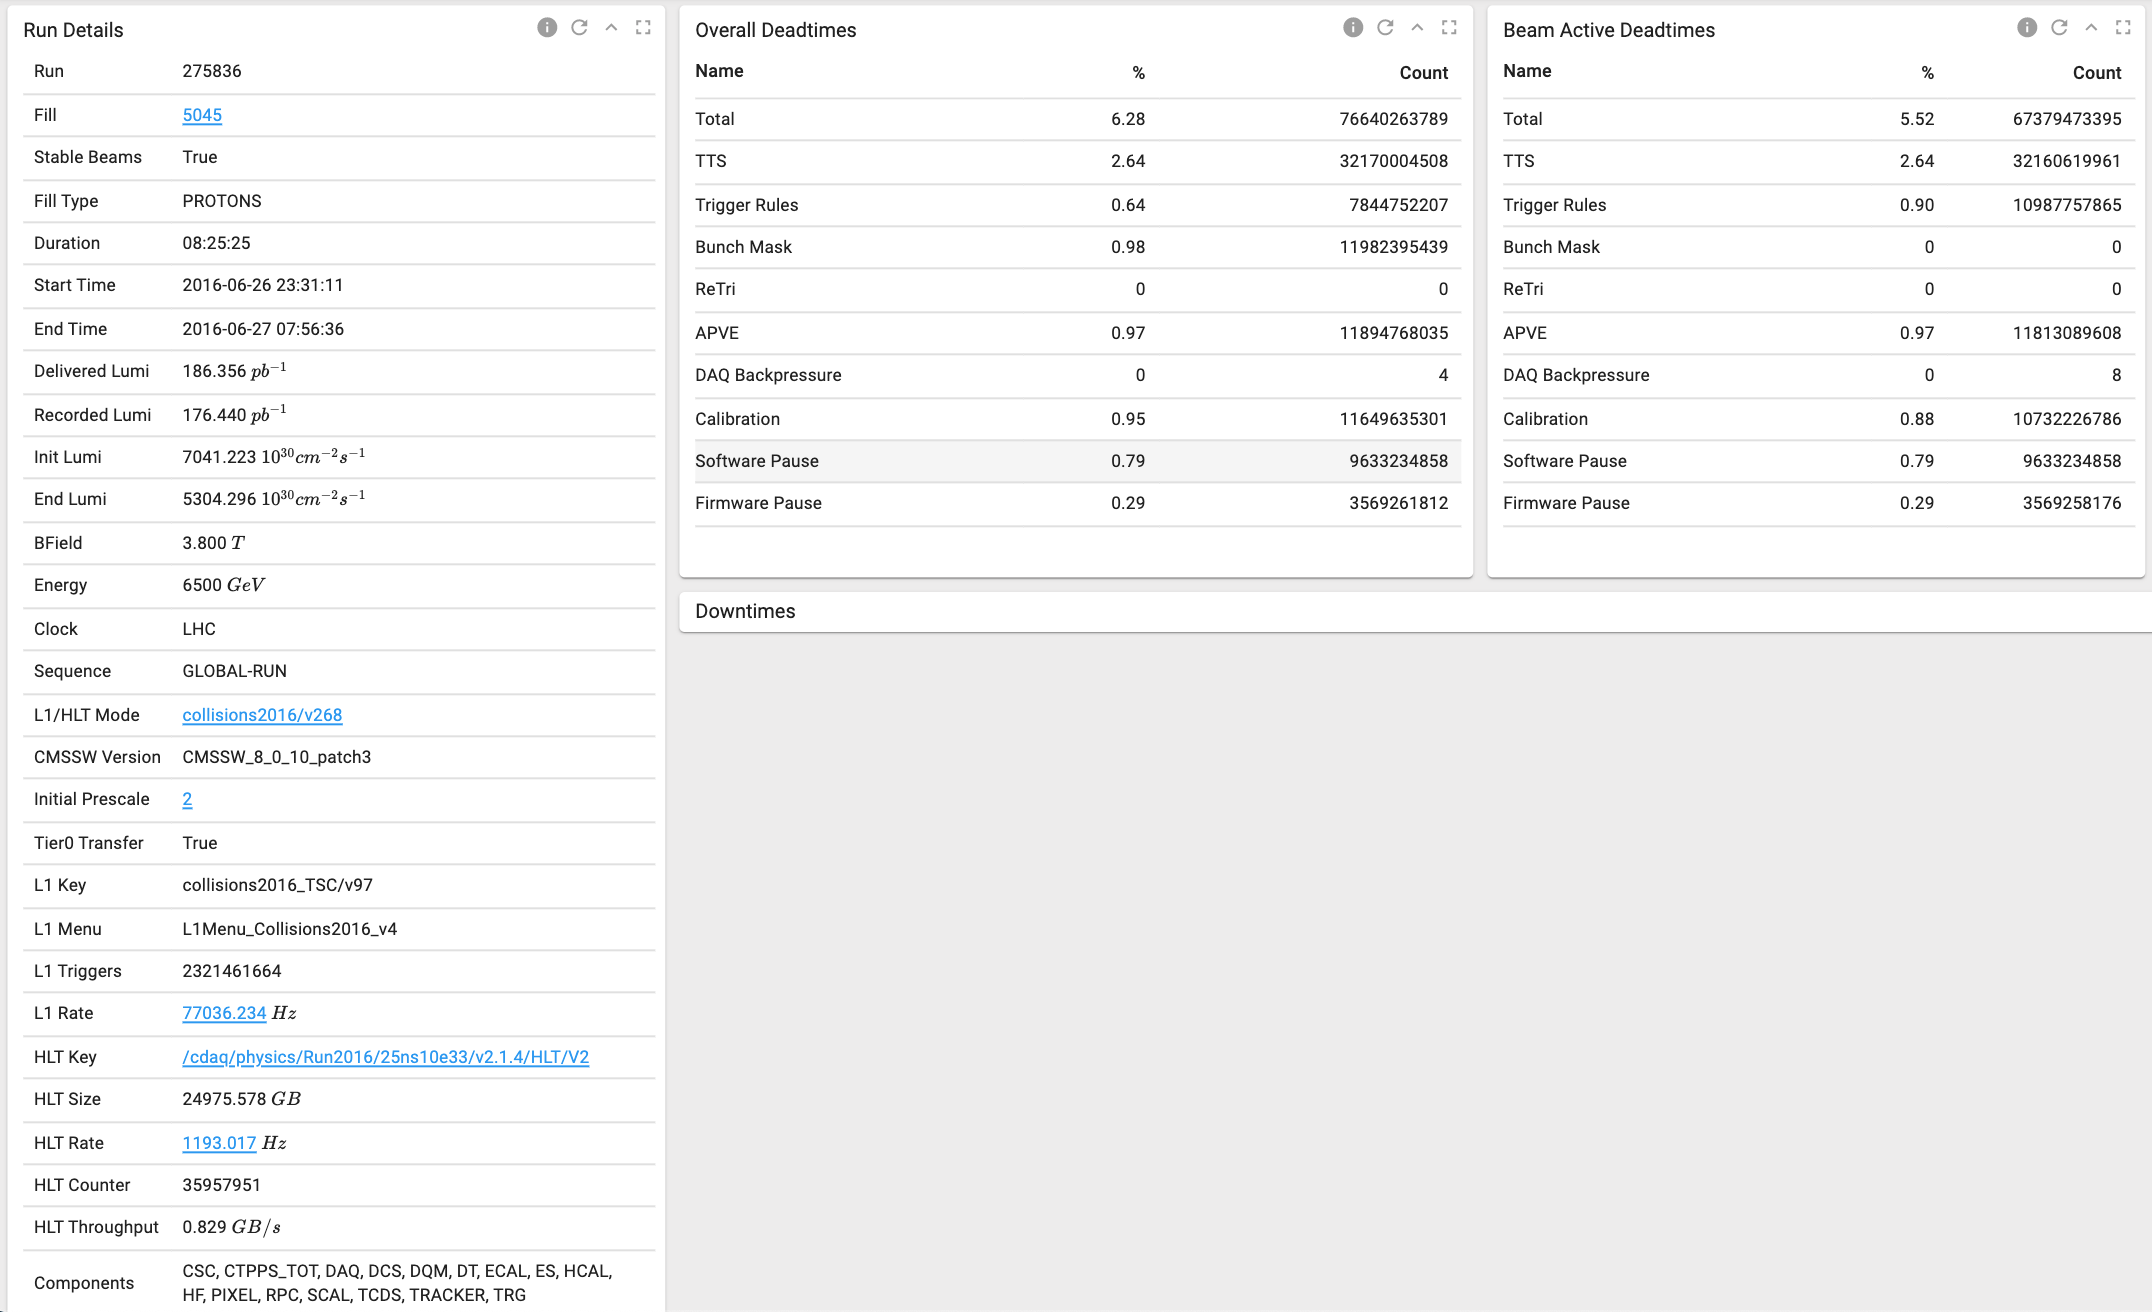 Run Details
Run 275836
Fill 5045
Stable Beams True
Fill Type PROTONS
Duration 08:25:25
Start Time 2016-06-26 23:31:11
End Time 2016-06-27 07:56:36
Delivered Lumi 186.356 pb⁻¹
Recorded Lumi 176.440 pb⁻¹
Init Lumi 7041.223 10³⁰cm⁻²s⁻¹
End Lumi 5304.296 10³⁰cm⁻²s⁻¹
BField 3.800 T
Energy 6500 GeV
Clock LHC
Sequence GLOBAL-RUN
L1/HLT Mode collisions2016/v268
CMSSW Version CMSSW_8_0_10_patch3
Initial Prescale 2
Tier0 Transfer True
L1 Key collisions2016_TSC/v97
L1 Menu L1Menu_Collisions2016_v4
L1 Triggers 2321461664
L1 Rate 77036.234 Hz
HLT Key /cdaq/physics/Run2016/25ns10e33/v2.1.4/HLT/V2
HLT Size 24975.578 GB
HLT Rate 1193.017 Hz
HLT Counter 35957951
HLT Throughput 0.829 GB/s
Components CSC, CTPPS_TOT, DAQ, DCS, DQM, DT, ECAL, ES, HCAL,
HF, PIXEL, RPC, SCAL, TCDS, TRACKER, TRG
Overall Deadtimes
Name % Count
Total 6.28 76640263789
TTS 2.64 32170004508
Trigger Rules 0.64 7844752207
Bunch Mask 0.98 11982395439
ReTri 0 0
APVE 0.97 11894768035
DAQ Backpressure 0 4
Calibration 0.95 11649635301
Software Pause 0.79 9633234858
Firmware Pause 0.29 3569261812
Beam Active Deadtimes
Name % Count
Total 5.52 67379473395
TTS 2.64 32160619961
Trigger Rules 0.90 10987757865
Bunch Mask 0 0
ReTri 0 0
APVE 0.97 11813089608
DAQ Backpressure 0 8
Calibration 0.88 10732226786
Software Pause 0.79 9633234858
Firmware Pause 0.29 3569258176
Downtimes